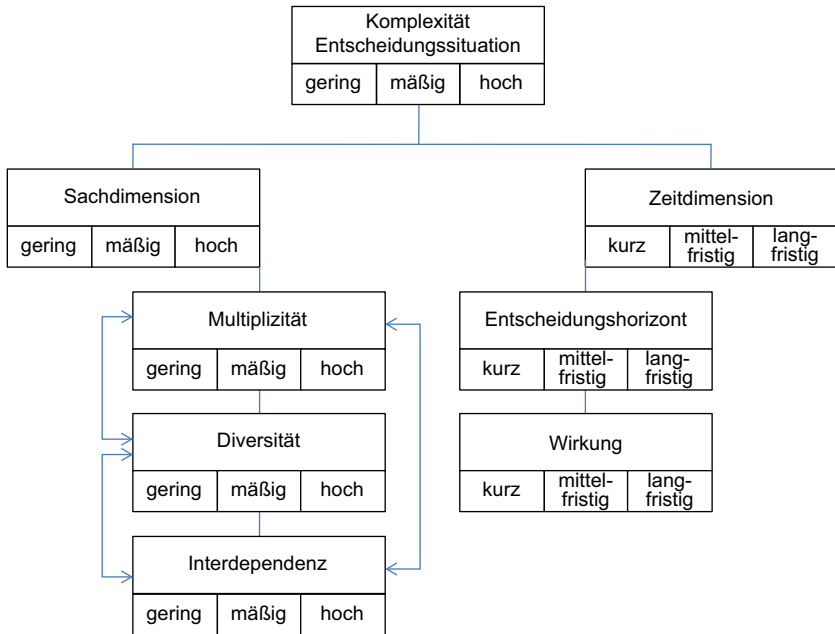 Komplexität
Entscheidungssituation
gering mäßig hoch
Sachdimension
gering mäßig hoch
Zeitdimension
kurz mittel-
fristig lang-
fristig
Multiplizität
gering mäßig hoch
Entscheidungshorizont
kurz mittel-
fristig lang-
fristig
Diversität
gering mäßig hoch
Wirkung
kurz mittel-
fristig lang-
fristig
Interdependenz
gering mäßig hoch